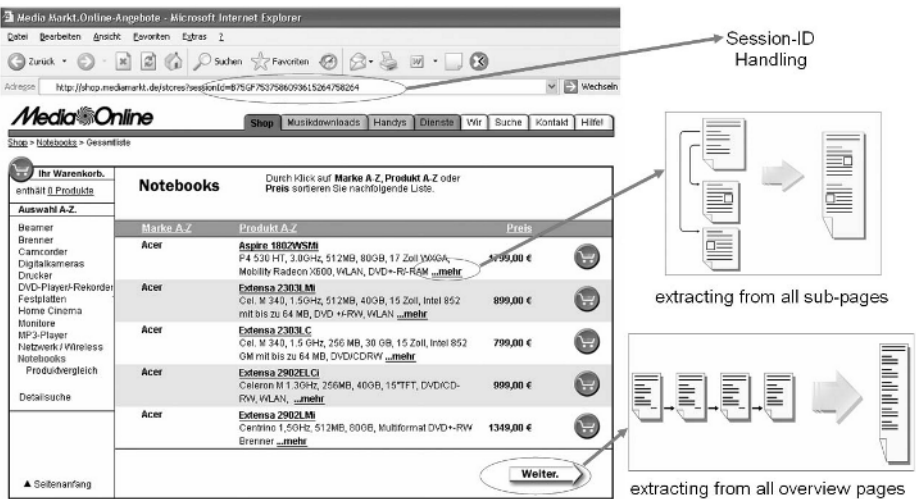 Media Markt.Online-Angebote - Microsoft Internet Explorer
Datei Bearbeiten Ansicht Favoriten Extras ?
Zurück Suchen Favoriten
Adresse http://shop.mediamarkt.de/stores?sessionId=B75GF7537586093615264758264 Wechseln
Session-ID
Handling
Media Online
Shop Musikdownloads Handys Dienste Wir Suche Kontakt Hilfe!
Shop > Notebooks > Gesamtliste
Ihr Warenkorb.
enthält 0 Produkte
Auswahl A-Z.
Beamer
Brenner
Camcorder
Digitalkameras
Drucker
DVD-Player/-Rekorder
Festplatten
Home Cinema
Monitore
MP3-Player
Netzwerk / Wireless
Notebooks
Produktvergleich
Detailsuche
▲ Seitenanfang
Notebooks
Durch Klick auf Marke A-Z, Produkt A-Z oder
Preis sortieren Sie nachfolgende Liste.
Marke A-Z Produkt A-Z Preis
Acer Aspire 1802WSMi
P4 530 HT, 3.0GHz, 512MB, 80GB, 17 Zoll WXGA, 1799,00 €
Mobility Radeon X600, WLAN, DVD+-R/-RAM ...mehr
Acer Extensa 2303LMi
Cel. M 340, 1.5GHz, 512MB, 40GB, 15 Zoll, Intel 852 899,00 €
mit bis zu 64 MB, DVD +/-RW, WLAN ...mehr
Acer Extensa 2303LC
Cel. M 340, 1.5 GHz, 256 MB, 30 GB, 15 Zoll, Intel 852 799,00 €
GM mit bis zu 64 MB, DVD/CDRW ...mehr
Acer Extensa 2902ELCi
Celeron M 1.3GHz, 256MB, 40GB, 15"TFT, DVD/CD- 999,00 €
RW, WLAN, ...mehr
Acer Extensa 2902LMi
Centrino 1,5GHz, 512MB, 80GB, Multiformat DVD+-RW 1349,00 €
Brenner ...mehr
Weiter.
extracting from all sub-pages
extracting from all overview pages